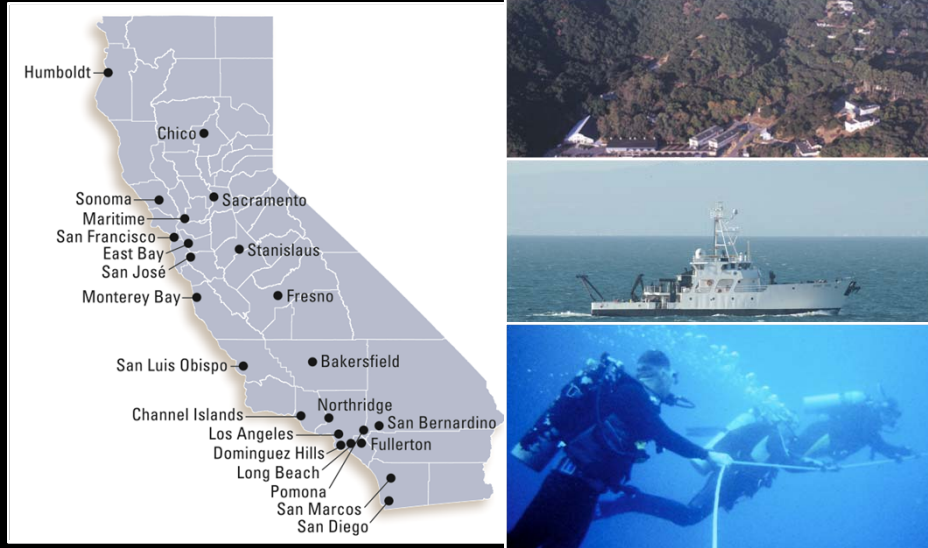 Humboldt
Chico
Sonoma
Sacramento
Maritime
San Francisco
East Bay
Stanislaus
San José
Monterey Bay
Fresno
San Luis Obispo
Bakersfield
Channel Islands
Northridge
San Bernardino
Los Angeles
Fullerton
Dominguez Hills
Long Beach
Pomona
San Marcos
San Diego